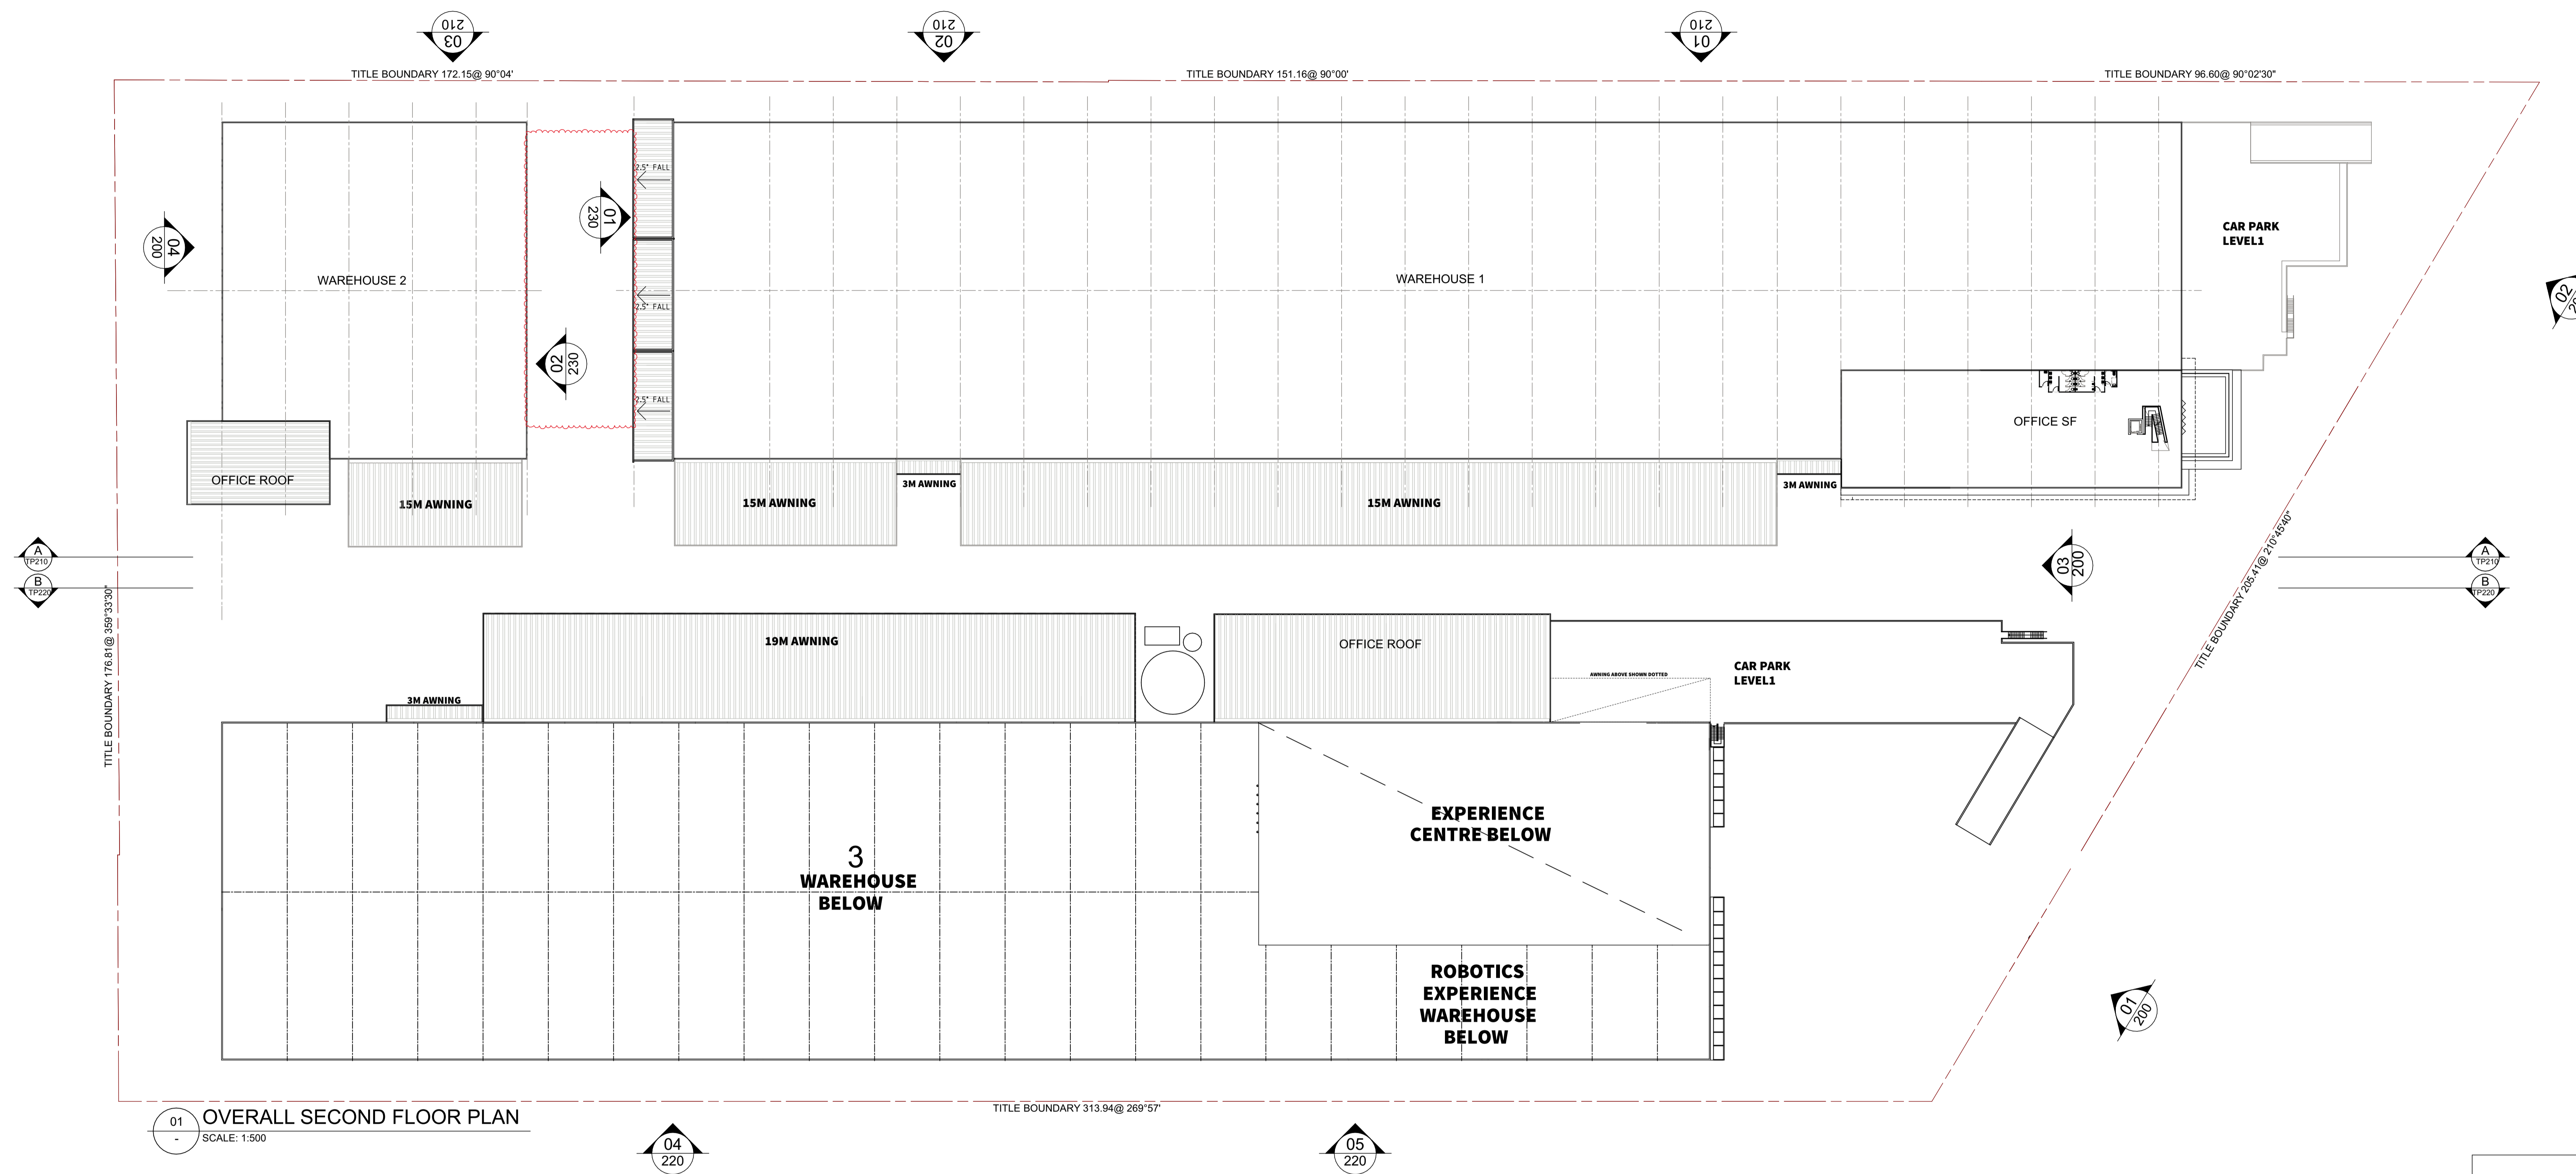 210
03
210
02
210
01
TITLE BOUNDARY 172.15@ 90°04'
TITLE BOUNDARY 151.16@ 90°00'
TITLE BOUNDARY 96.60@ 90°02'30"
2.5° FALL
01
230
CAR PARK
LEVEL1
04
200
WAREHOUSE 2
WAREHOUSE 1
02
2.5° FALL
02
230
2.5° FALL
OFFICE SF
OFFICE ROOF
15M AWNING
15M AWNING
3M AWNING
15M AWNING
3M AWNING
A
TP210
B
TP220
03
200
A
TP210
B
TP220
TITLE BOUNDARY 205.41@ 210°45'40"
TITLE BOUNDARY 176.81@ 359°33'30"
19M AWNING
OFFICE ROOF
CAR PARK
LEVEL1
AWNING ABOVE SHOWN DOTTED
3M AWNING
EXPERIENCE
CENTRE BELOW
3
WAREHOUSE
BELOW
ROBOTICS
EXPERIENCE
WAREHOUSE
BELOW
01
200
TITLE BOUNDARY 313.94@ 269°57'
01
-
OVERALL SECOND FLOOR PLAN
SCALE: 1:500
04
220
05
220